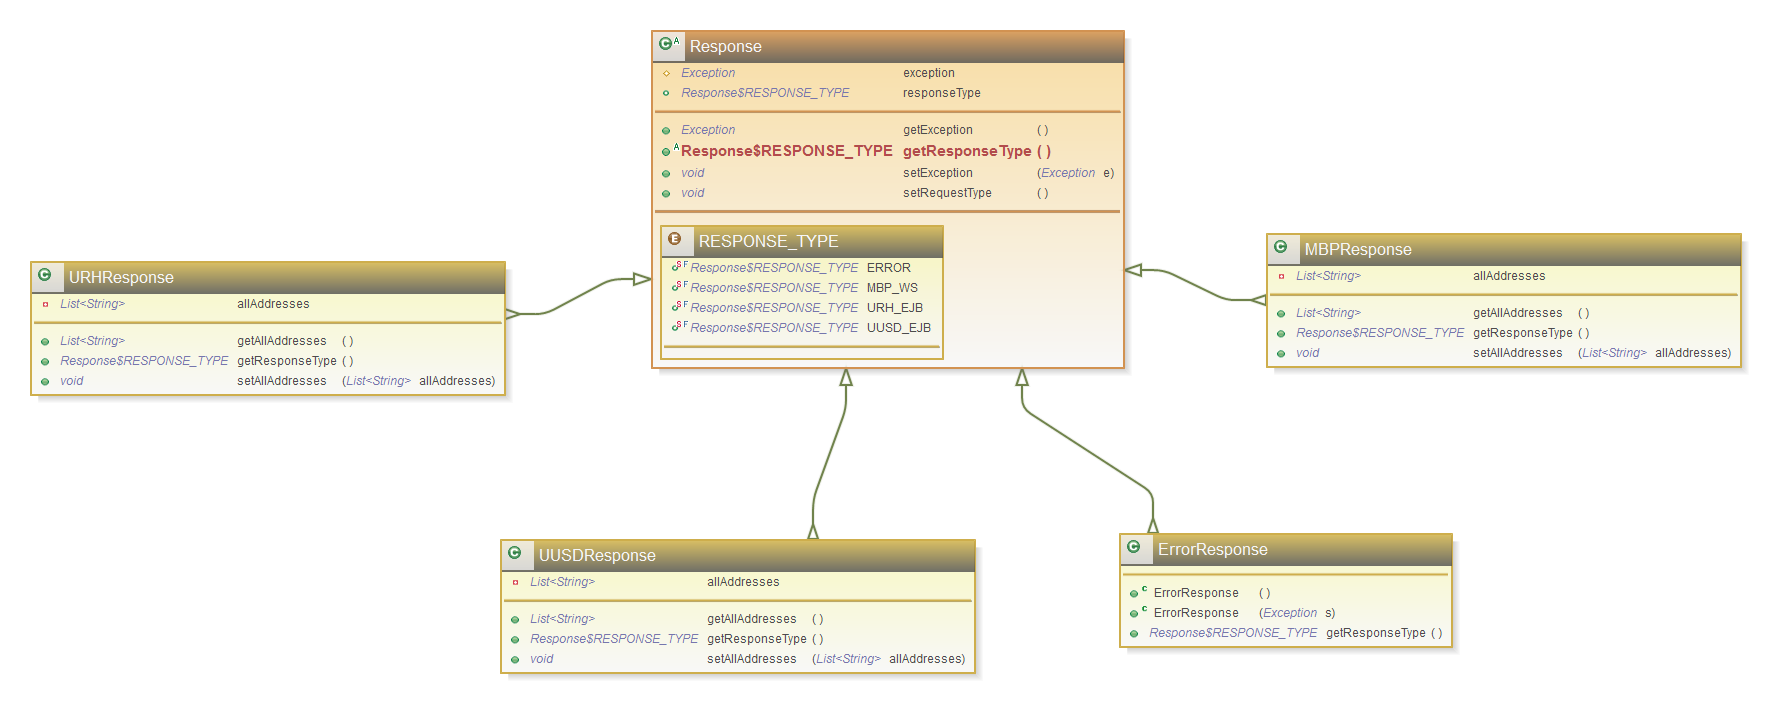 C A Response
Exception exception
Response$RESPONSE_TYPE responseType
Exception getException ( )
A Response$RESPONSE_TYPE getResponseType ( )
void setException (Exception e)
void setRequestType ( )
E RESPONSE_TYPE
S F Response$RESPONSE_TYPE ERROR
S F Response$RESPONSE_TYPE MBP_WS
S F Response$RESPONSE_TYPE URH_EJB
S F Response$RESPONSE_TYPE UUSD_EJB
C URHResponse
List<String> allAddresses
List<String> getAllAddresses ( )
Response$RESPONSE_TYPE getResponseType ( )
void setAllAddresses (List<String> allAddresses)
C MBPResponse
List<String> allAddresses
List<String> getAllAddresses ( )
Response$RESPONSE_TYPE getResponseType ( )
void setAllAddresses (List<String> allAddresses)
C UUSDResponse
List<String> allAddresses
List<String> getAllAddresses ( )
Response$RESPONSE_TYPE getResponseType ( )
void setAllAddresses (List<String> allAddresses)
C ErrorResponse
C ErrorResponse ( )
C ErrorResponse (Exception s)
Response$RESPONSE_TYPE getResponseType ( )